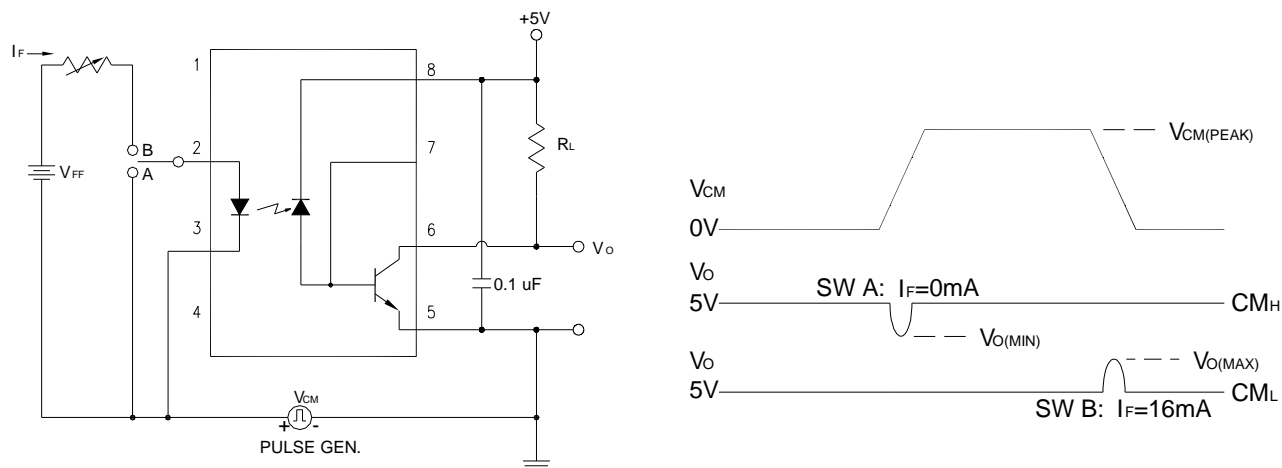 +5V
IF
1
8
B
2
7
RL
VFF
A
3
6
VO
0.1 uF
4
5
VCM
+ -
PULSE GEN.
VCM(PEAK)
VCM
0V
VO
SW A: IF=0mA
5V
CMH
VO(MIN)
VO
VO(MAX)
5V
CML
SW B: IF=16mA